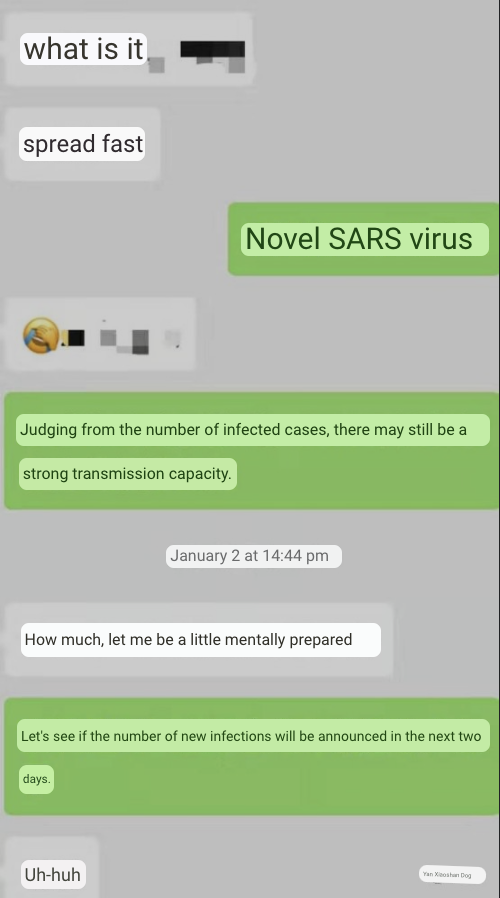 what is it
spread fast
Novel SARS virus
Judging from the number of infected cases, there may still be a
strong transmission capacity.
January 2 at 14:44 pm
How much, let me be a little mentally prepared
Let's see if the number of new infections will be announced in the next two
days.
Uh-huh
Yan Xiaoshan Dog